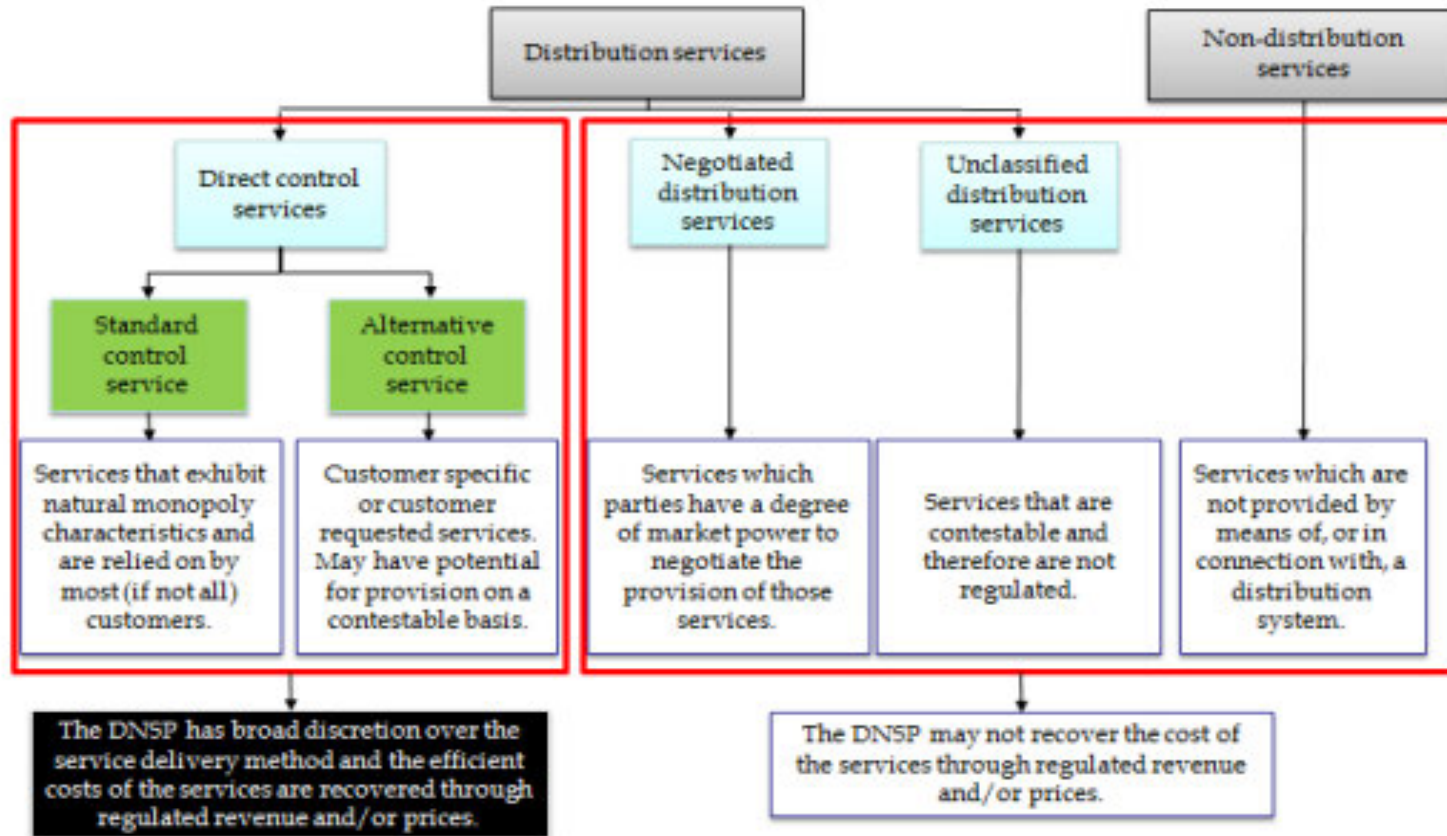 Distribution services
Non-distribution
services
Direct control
services
Negotiated
distribution
services
Unclassified
distribution
services
Standard
control
service
Alternative
control
service
Services that exhibit
natural monopoly
characteristics and
are relied on by
most (if not all)
customers.
Customer specific
or customer
requested services.
May have potential
for provision on a
contestable basis.
Services which
parties have a degree
of market power to
negotiate the
provision of those
services.
Services that are
contestable and
therefore are not
regulated.
Services which are
not provided by
means of, or in
connection with, a
distribution
system.
The DNSP has broad discretion over the
service delivery method and the efficient
costs of the services are recovered through
regulated revenue and/or prices.
The DNSP may not recover the cost of
the services through regulated revenue
and/or prices.